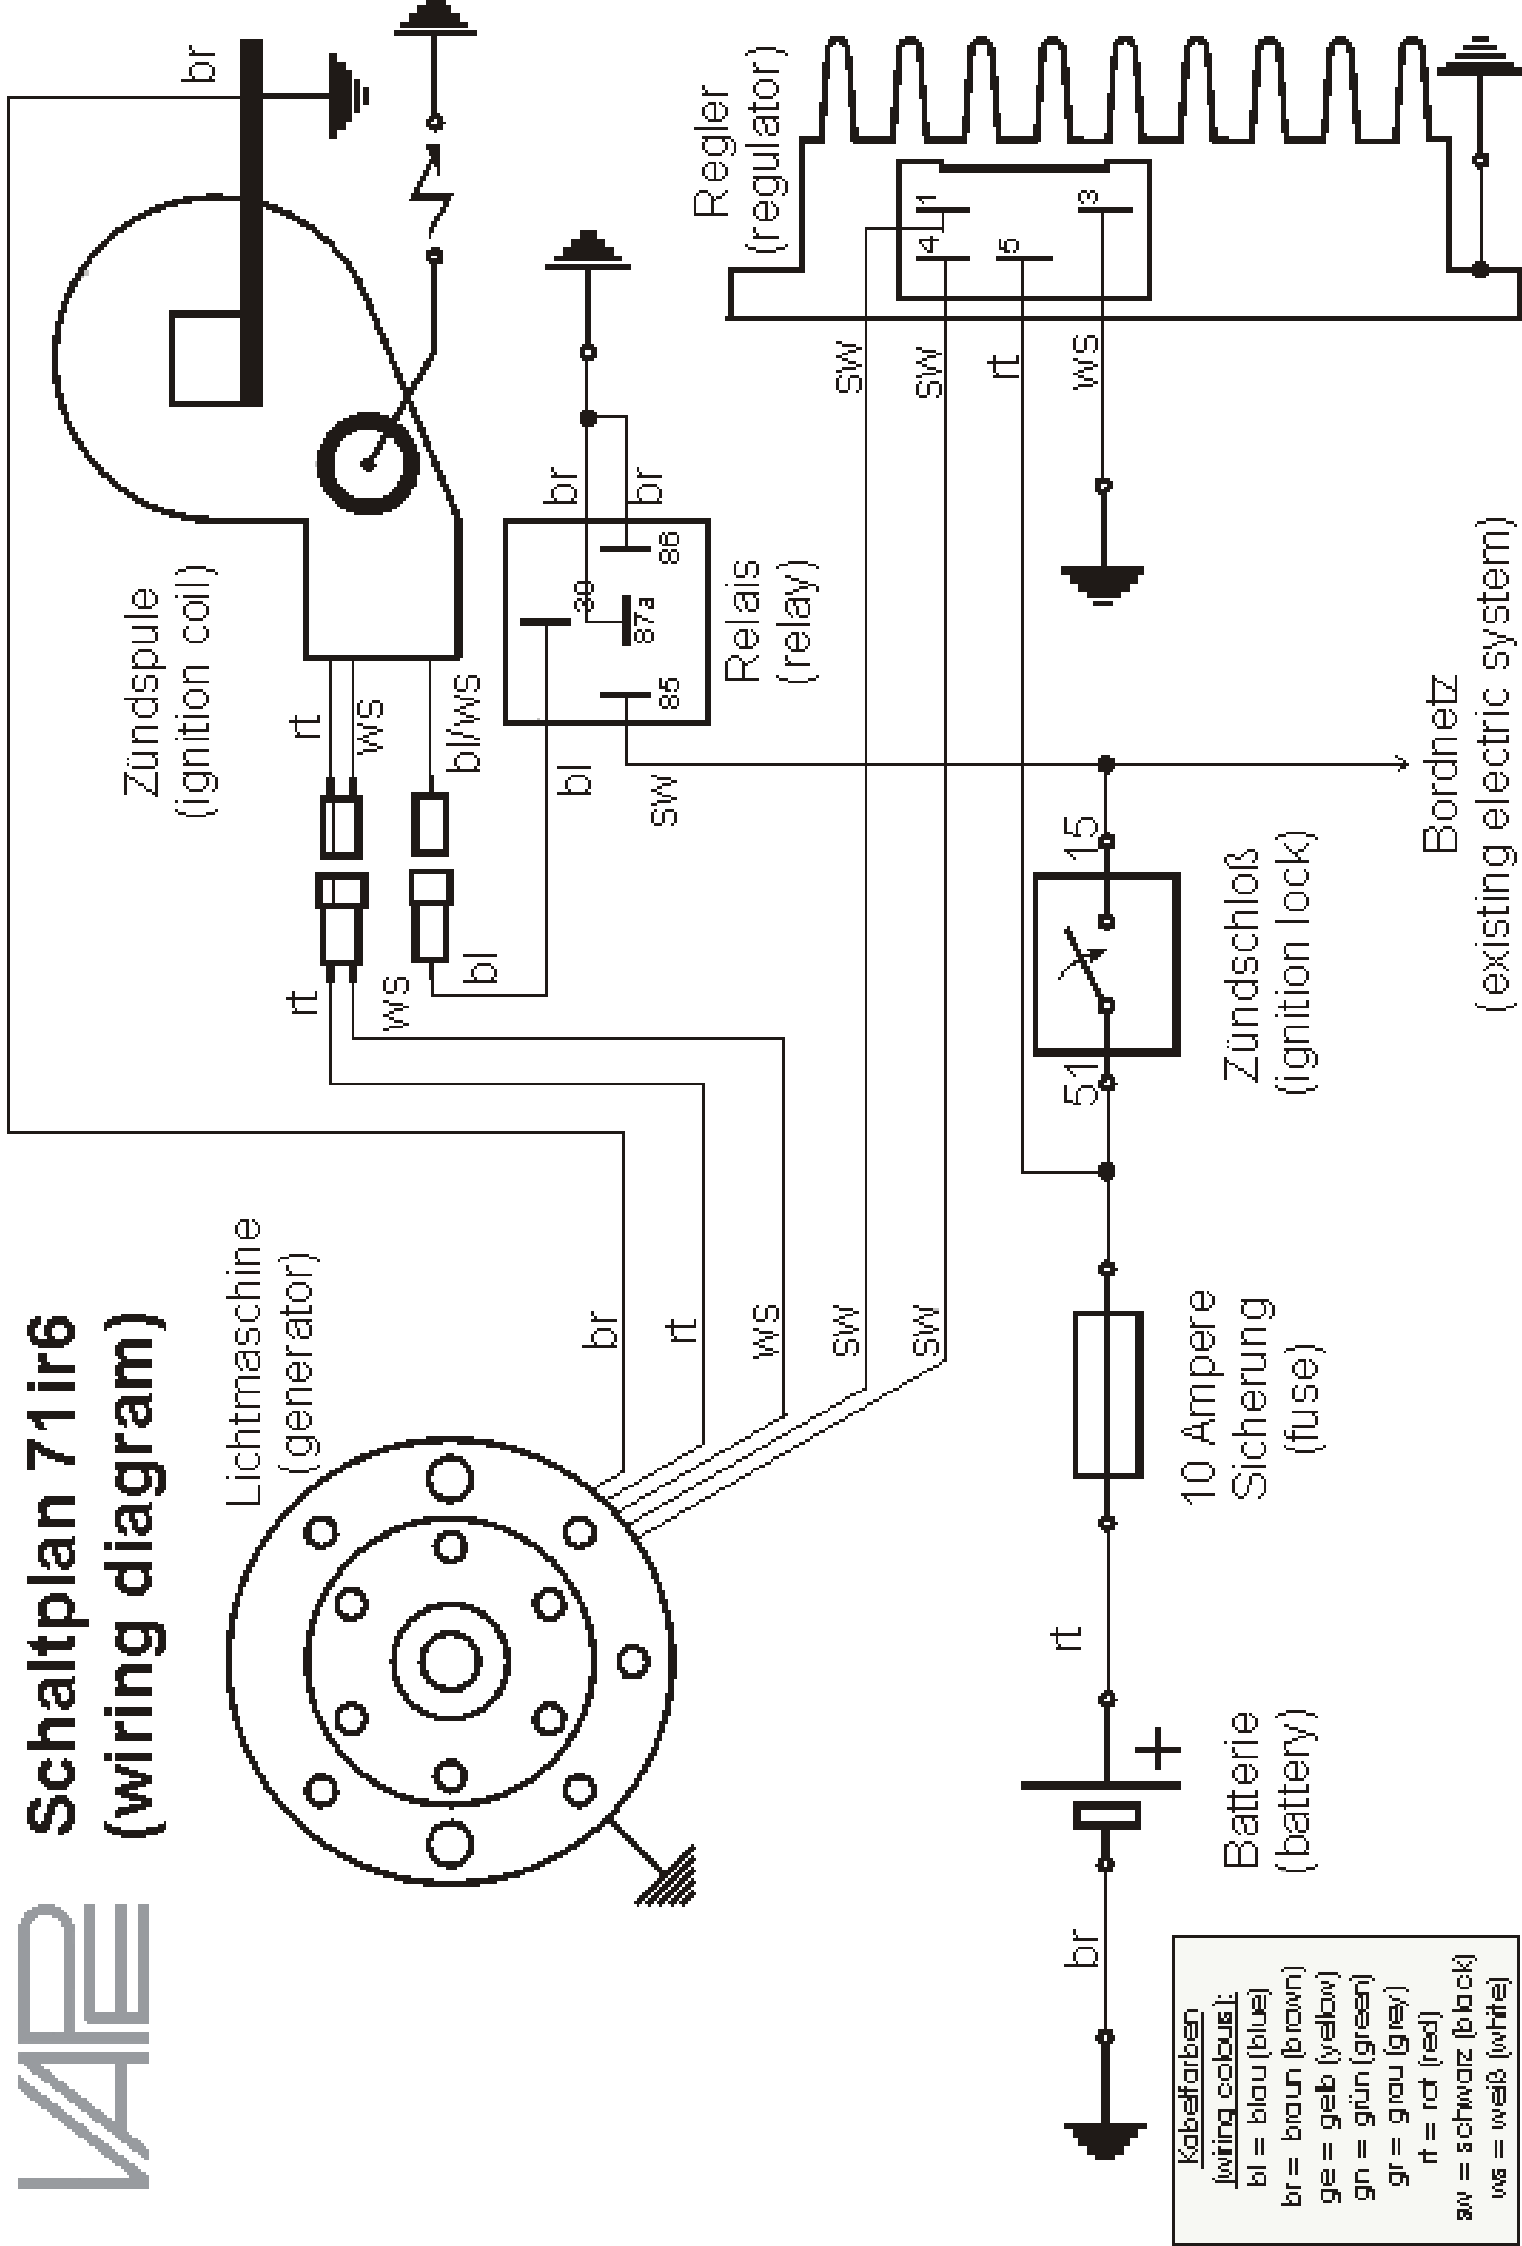 VAPE
Schaltplan 71ir6
(wiring diagram)
Lichtmaschine
(generator)
br
rt
ws
sw
sw
Zündspule
(ignition coil)
br
rt
ws
bl/ws
rt
ws
bl
Relais
(relay)
bl
sw
br
br
30
87a
86
85
Regler
(regulator)
1
4
5
3
sw
sw
rt
ws
Batterie
(battery)
br
+
rt
10 Ampere
Sicherung
(fuse)
Zündschloß
(ignition lock)
51
15
Bordnetz
(existing electric system)
Kabelfarben
(wiring colous):
bl = blau (blue)
br = braun (brown)
ge = gelb (yellow)
gn = grün (green)
gr = grau (grey)
rt = rot (red)
sw = schwarz (black)
ws = weiß (white)